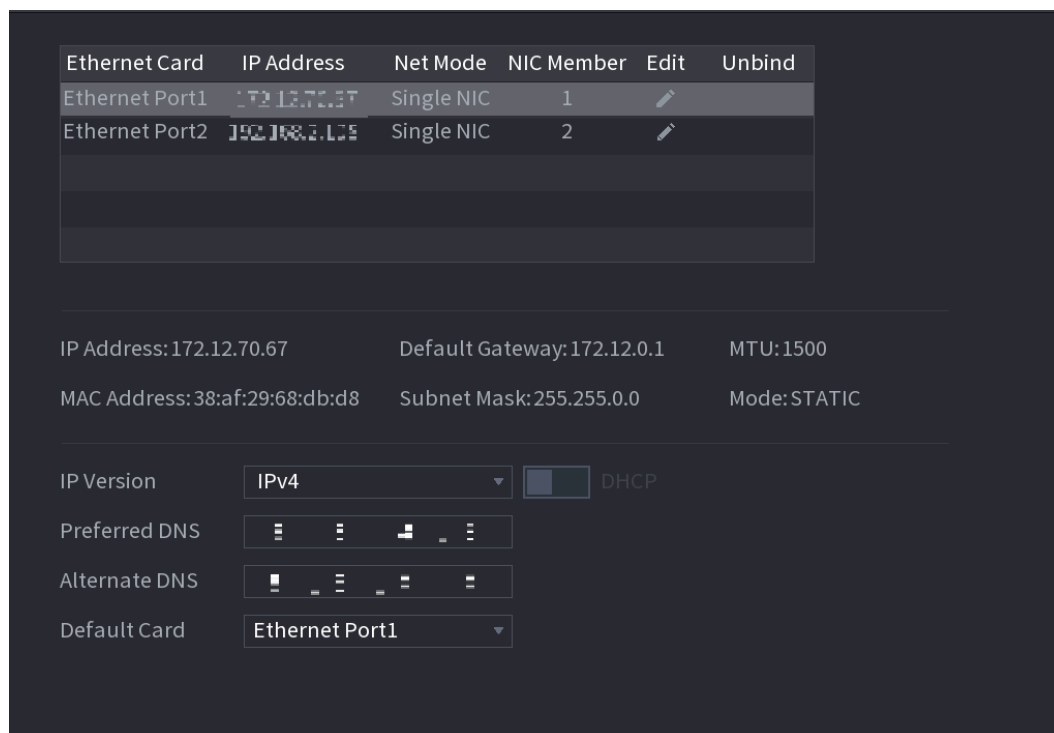 Ethernet Card IP Address Net Mode NIC Member Edit Unbind
Ethernet Port1 Single NIC 1
Ethernet Port2 Single NIC 2
IP Address:172.12.70.67 Default Gateway:172.12.0.1 MTU:1500
MAC Address:38:af:29:68:db:d8 Subnet Mask:255.255.0.0 Mode:STATIC
IP Version IPv4 DHCP
Preferred DNS
Alternate DNS
Default Card Ethernet Port1